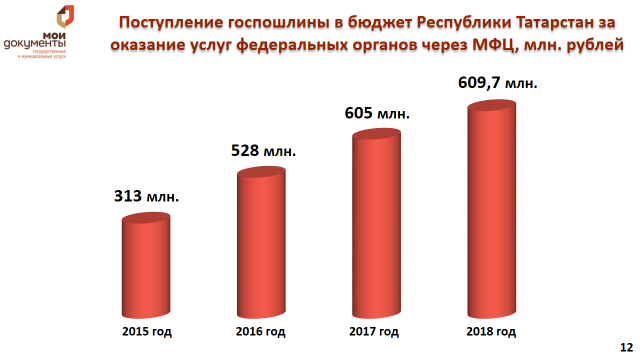 МОИ
ДОКУМЕНТЫ
государственные
и муниципальные услуги
Поступление госпошлины в бюджет Республики Татарстан за
оказание услуг федеральных органов через МФЦ, млн. рублей
313 млн.
528 млн.
605 млн.
609,7 млн.
2015 год
2016 год
2017 год
2018 год
12